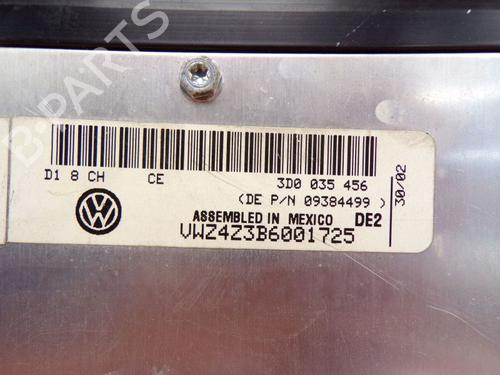 B-PARTS
D1 8 CH CE 3D0 035 456
(DE P/N 09384499 )
ASSEMBLED IN MEXICO DE2
VWZ4Z3B6001725
30/02